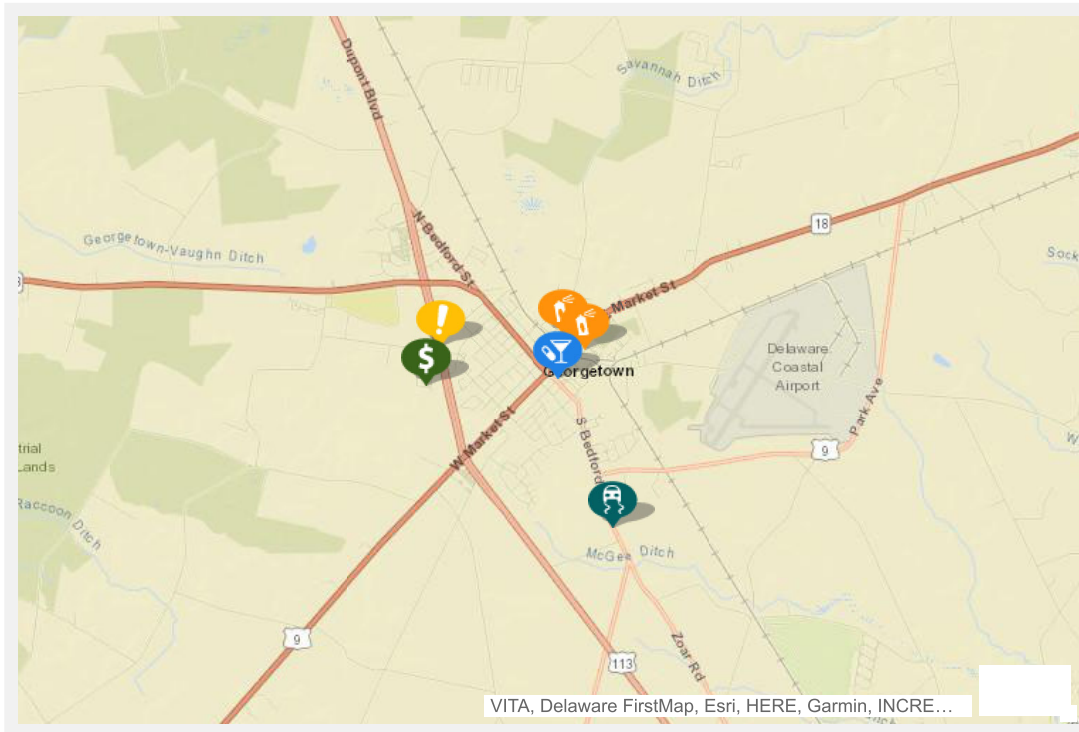 Dupont Blvd
Savannah Ditch
N Bedford St
18
Georgetown-Vaughn Ditch
Sock
Market St
$
Georgetown
Delaware
Coastal
Airport
Park Ave
W Market St
S Bedford
9
trial
Lands
Raccoon Ditch
McGee Ditch
9
Zoar Rd
113
VITA, Delaware FirstMap, Esri, HERE, Garmin, INCRE…